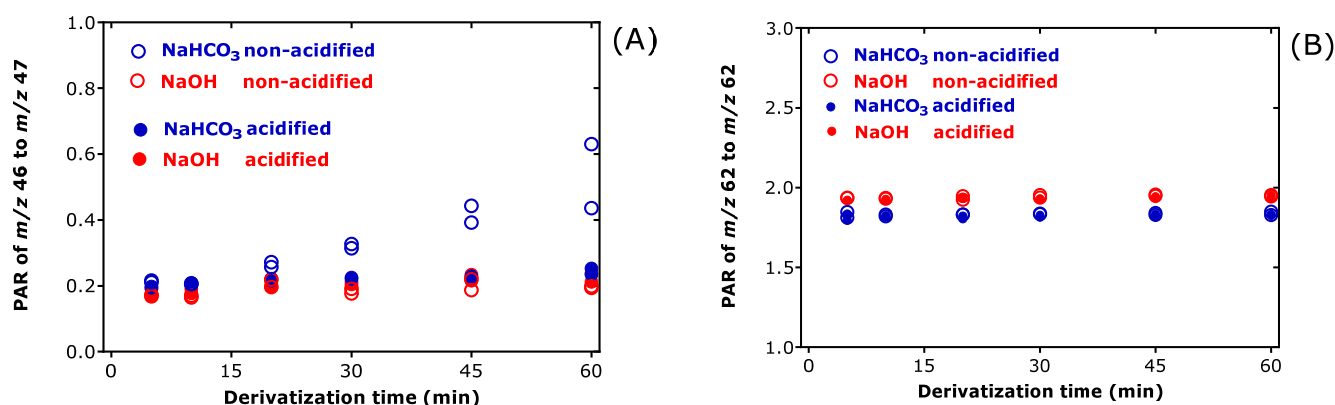 (A)
PAR of m/z 46 to m/z 47
1.0
0.8
0.6
0.4
0.2
0.0
NaHCO3 non-acidified
NaOH non-acidified
NaHCO3 acidified
NaOH acidified
0 15 30 45 60
Derivatization time (min)
(B)
PAR of m/z 62 to m/z 62
3.0
2.5
2.0
1.5
1.0
NaHCO3 non-acidified
NaOH non-acidified
NaHCO3 acidified
NaOH acidified
0 15 30 45 60
Derivatization time (min)